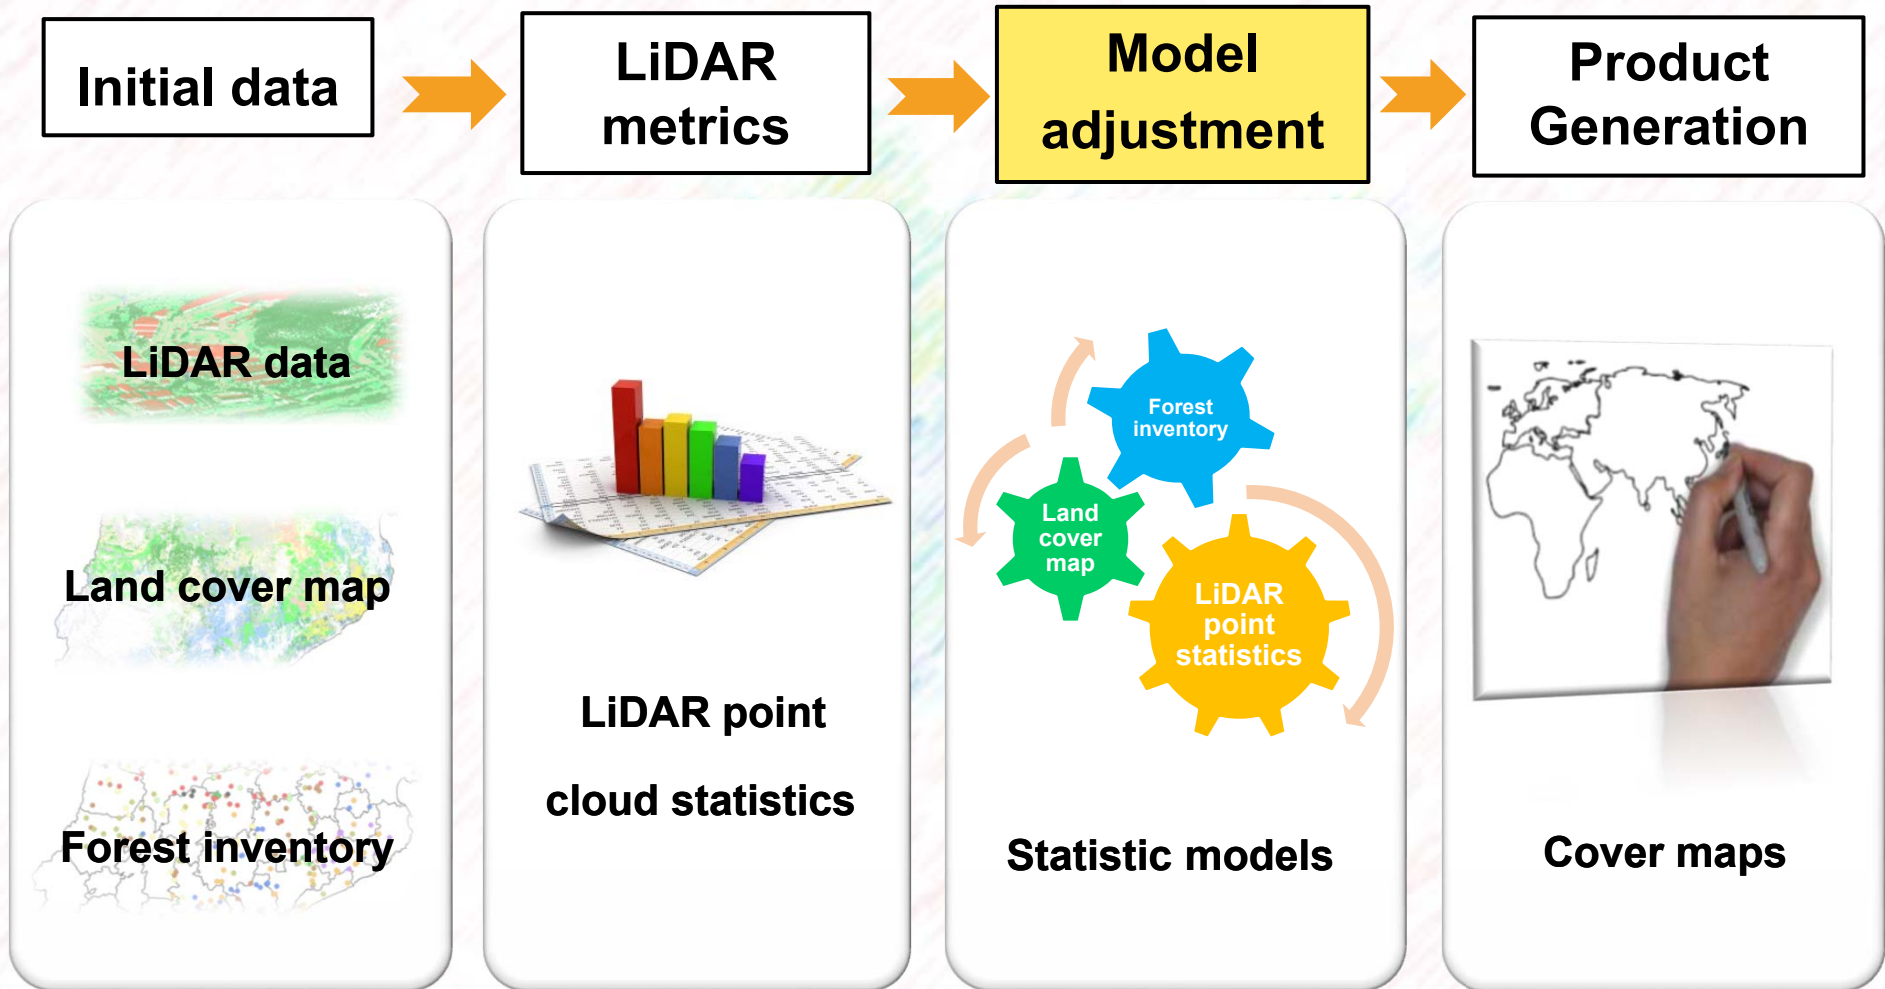 Initial data
LiDAR
metrics
Model
adjustment
Product
Generation
LiDAR data
Land cover map
Forest inventory
LiDAR point
cloud statistics
Forest
inventory
Land
cover
map
LiDAR
point
statistics
Statistic models
Cover maps